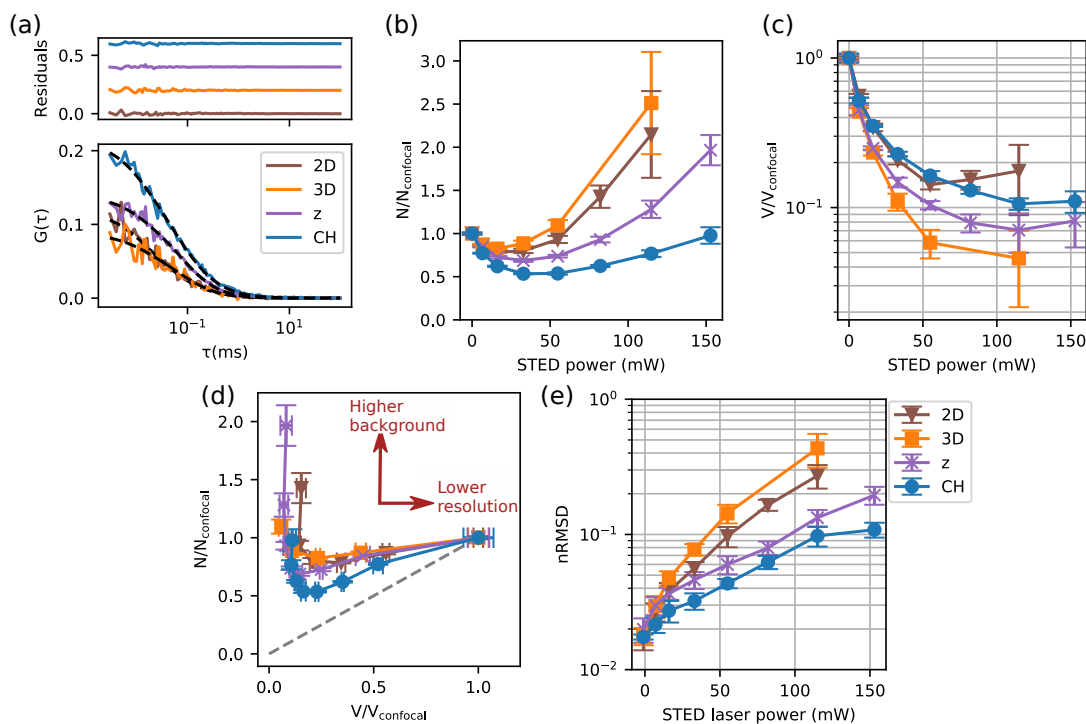 (a)
Residuals
0.5
0.0
G(τ)
0.2
0.1
0.0
2D
3D
z
CH
10⁻¹
10¹
τ(ms)
(b)
N/Nconfocal
3.0
2.5
2.0
1.5
1.0
0.5
0.0
0
50
100
150
STED power (mW)
(c)
V/Vconfocal
10⁰
10⁻¹
0
50
100
150
STED power (mW)
(d)
N/Nconfocal
2.0
1.5
1.0
0.5
0.0
Higher
background
Lower
resolution
0.0
0.5
1.0
V/Vconfocal
(e)
nRMSD
10⁰
10⁻¹
10⁻²
0
50
100
150
STED laser power (mW)
2D
3D
z
CH